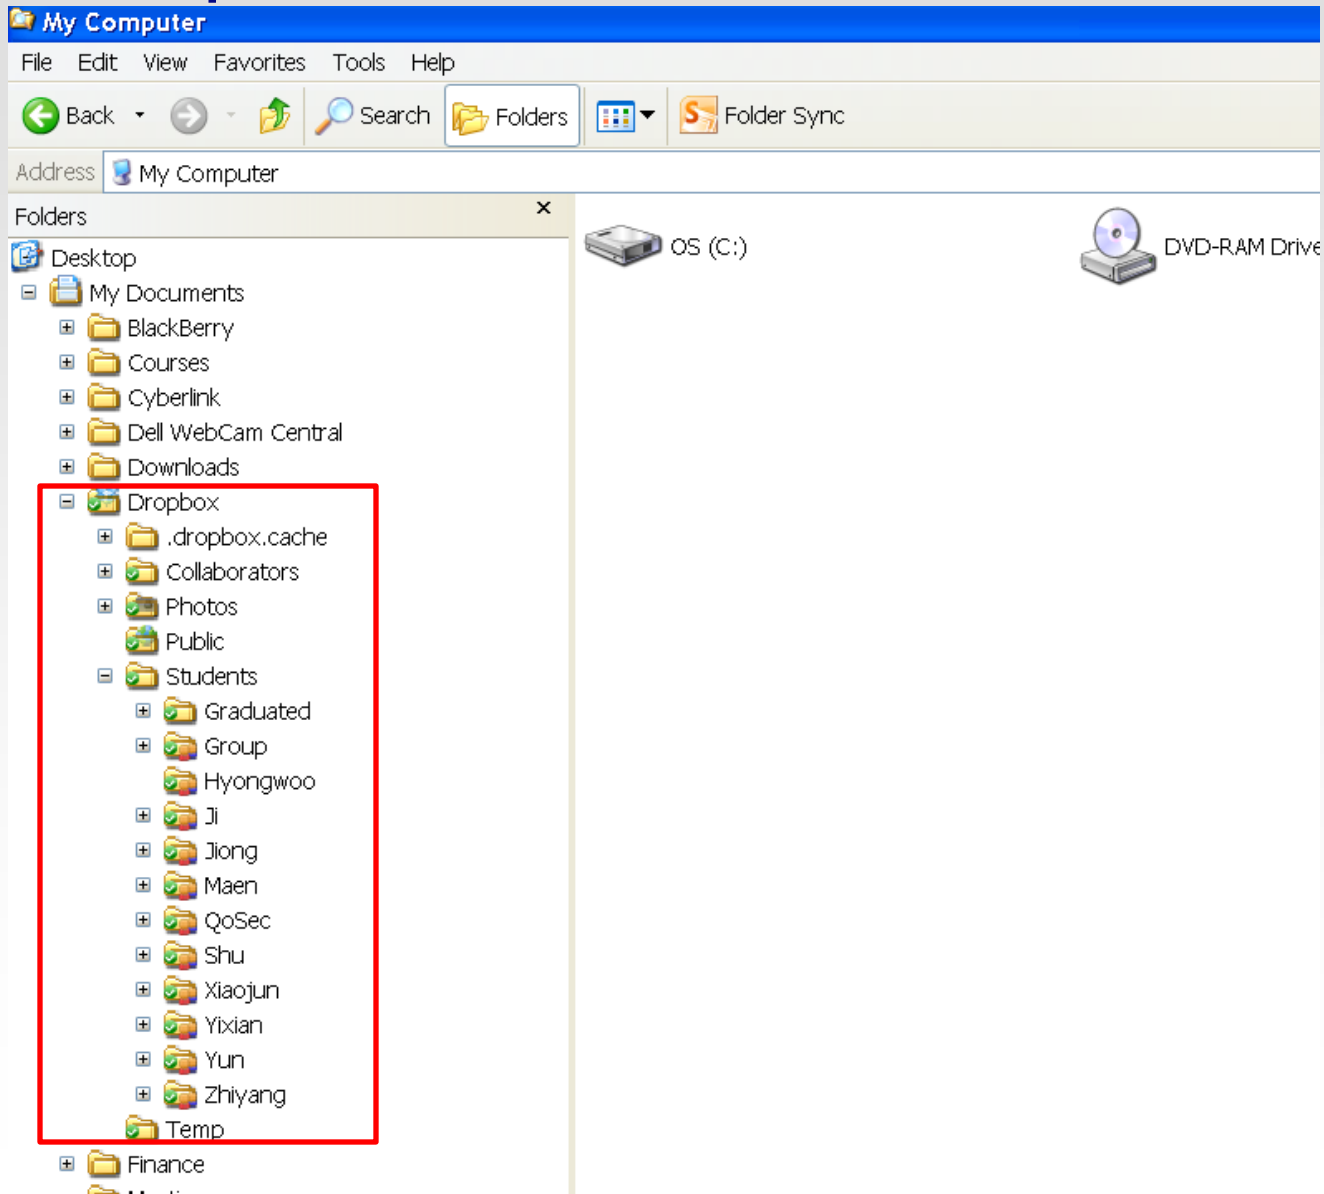 My Computer
File Edit View Favorites Tools Help
Back Search Folders Folder Sync
Address My Computer
Folders
OS (C:) DVD-RAM Drive
Desktop
My Documents
BlackBerry
Courses
Cyberlink
Dell WebCam Central
Downloads
Dropbox
.dropbox.cache
Collaborators
Photos
Public
Students
Graduated
Group
Hyongwoo
Ji
Jiong
Maen
QoSec
Shu
Xiaojun
Yixian
Yun
Zhiyang
Temp
Finance